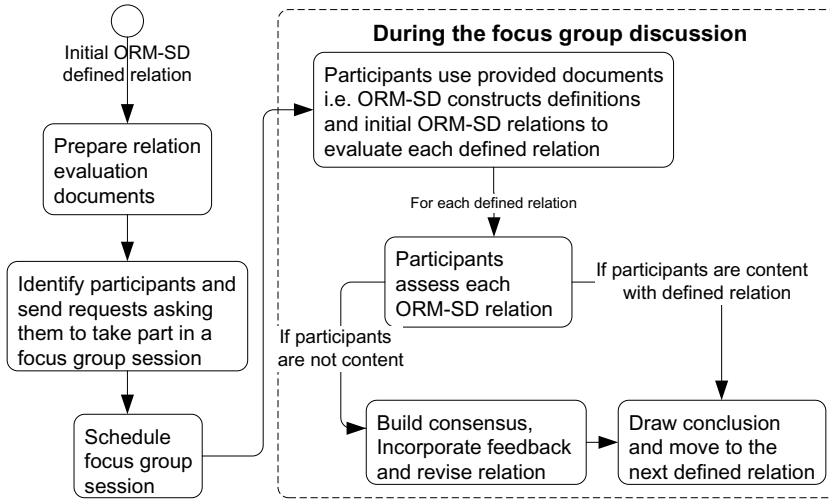 Initial ORM-SD
defined relation
Prepare relation
evaluation
documents
Identify participants and
send requests asking
them to take part in a
focus group session
Schedule
focus group
session
During the focus group discussion
Participants use provided documents
i.e. ORM-SD constructs definitions
and initial ORM-SD relations to
evaluate each defined relation
For each defined relation
Participants
assess each
ORM-SD relation
If participants are content
with defined relation
If participants
are not content
Build consensus,
Incorporate feedback
and revise relation
Draw conclusion
and move to the
next defined relation